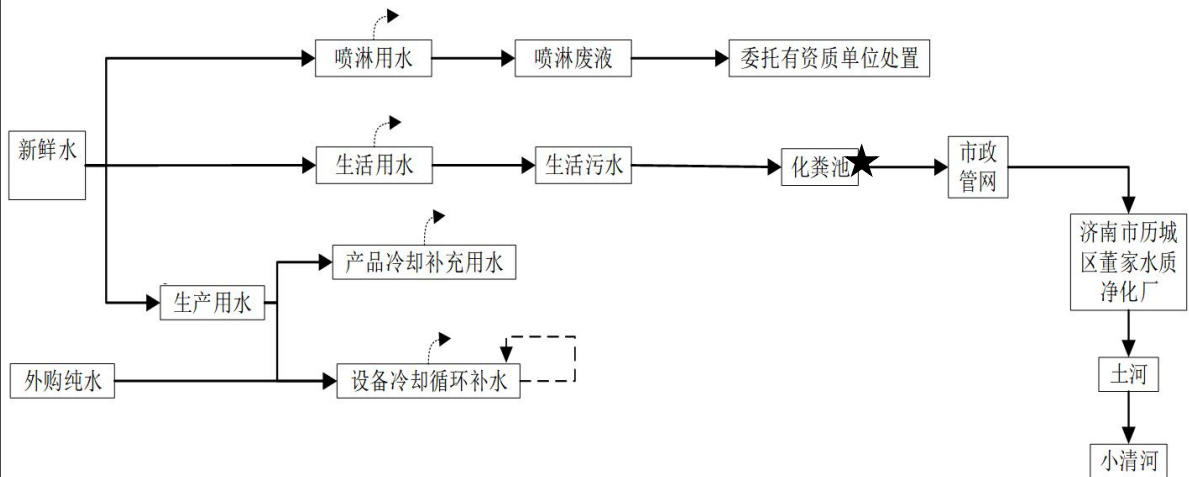 喷淋用水
喷淋废液
委托有资质单位处置
新鲜水
生活用水
生活污水
化粪池
市政
管网
产品冷却补充用水
济南市历城
区董家水质
净化厂
生产用水
外购纯水
设备冷却循环补水
土河
小清河